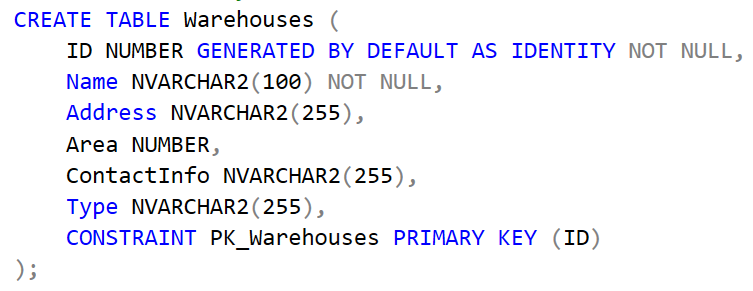 CREATE TABLE Warehouses (
    ID NUMBER GENERATED BY DEFAULT AS IDENTITY NOT NULL,
    Name NVARCHAR2(100) NOT NULL,
    Address NVARCHAR2(255),
    Area NUMBER,
    ContactInfo NVARCHAR2(255),
    Type NVARCHAR2(255),
    CONSTRAINT PK_Warehouses PRIMARY KEY (ID)
);